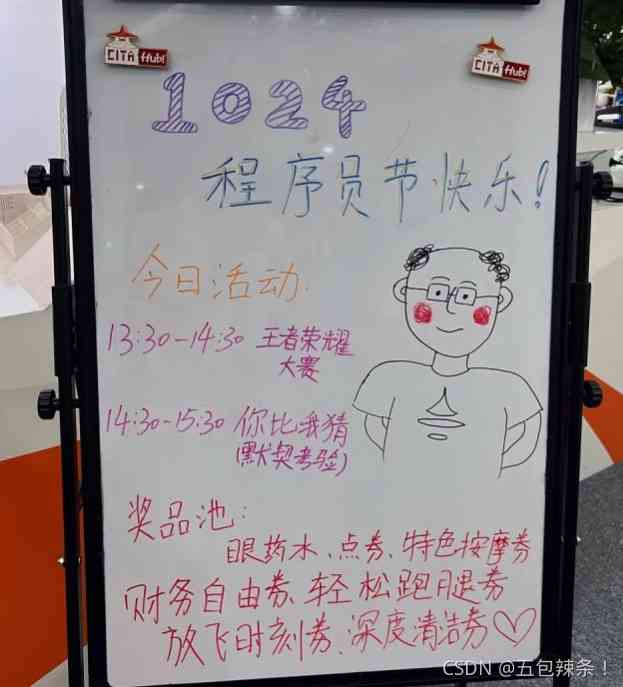 CITA Hub!
CITA Hub!
1024
程序员节快乐!
今日活动:
13:30-14:30 王者荣耀
大赛
14:30-15:30 你比我猜
(默契考验)
奖品池:
眼药水、点券、特色按摩券
财务自由券、轻松跑腿券
放飞时刻券、深度清洁券♡
CSDN @五包辣条!